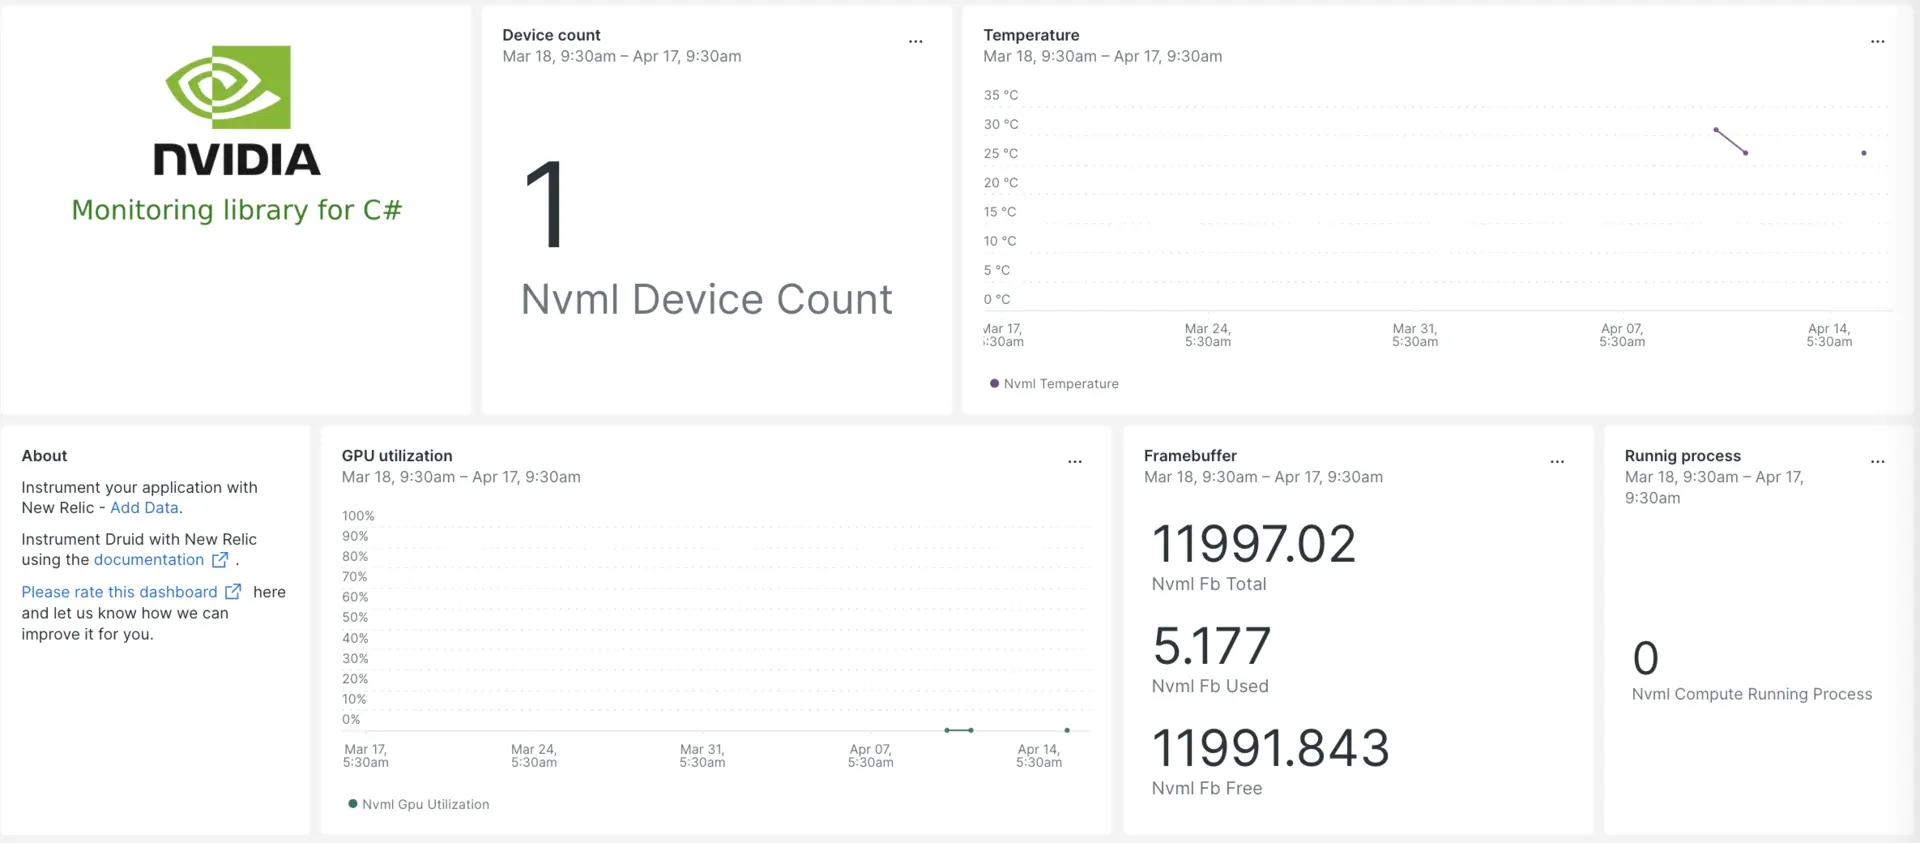 NVIDIA
Monitoring library for C#
Device count
Mar 18, 9:30am – Apr 17, 9:30am
...
1
Nvml Device Count
Temperature
Mar 18, 9:30am – Apr 17, 9:30am
...
35 °C
30 °C
25 °C
20 °C
15 °C
10 °C
5 °C
0 °C
Mar 17,
5:30am
Mar 24,
5:30am
Mar 31,
5:30am
Apr 07,
5:30am
Apr 14,
5:30am
Nvml Temperature
About
Instrument your application with
New Relic - Add Data.
Instrument Druid with New Relic
using the documentation .
Please rate this dashboard here
and let us know how we can
improve it for you.
GPU utilization
Mar 18, 9:30am – Apr 17, 9:30am
...
100%
90%
80%
70%
60%
50%
40%
30%
20%
10%
0%
Mar 17,
5:30am
Mar 24,
5:30am
Mar 31,
5:30am
Apr 07,
5:30am
Apr 14,
5:30am
Nvml Gpu Utilization
Framebuffer
Mar 18, 9:30am – Apr 17, 9:30am
...
11997.02
Nvml Fb Total
5.177
Nvml Fb Used
11991.843
Nvml Fb Free
Runnig process
Mar 18, 9:30am – Apr 17,
9:30am
...
0
Nvml Compute Running Process